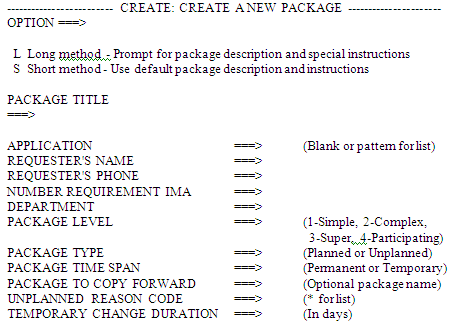 ------------------------- CREATE: CREATE A NEW PACKAGE ----------------------
OPTION ===>
L Long method - Prompt for package description and special instructions
S Short method - Use default package description and instructions
PACKAGE TITLE
===>
APPLICATION ===> (Blank or pattern for list)
REQUESTER'S NAME ===>
REQUESTER'S PHONE ===>
NUMBER REQUIREMENT IMA
DEPARTMENT ===>
PACKAGE LEVEL ===> (1-Simple, 2-Complex,
3-Super, 4-Participating)
PACKAGE TYPE ===> (Planned or Unplanned)
PACKAGE TIME SPAN ===> (Permanent or Temporary)
PACKAGE TO COPY FORWARD ===> (Optional package name)
UNPLANNED REASON CODE ===> (* for list)
TEMPORARY CHANGE DURATION ===> (In days)